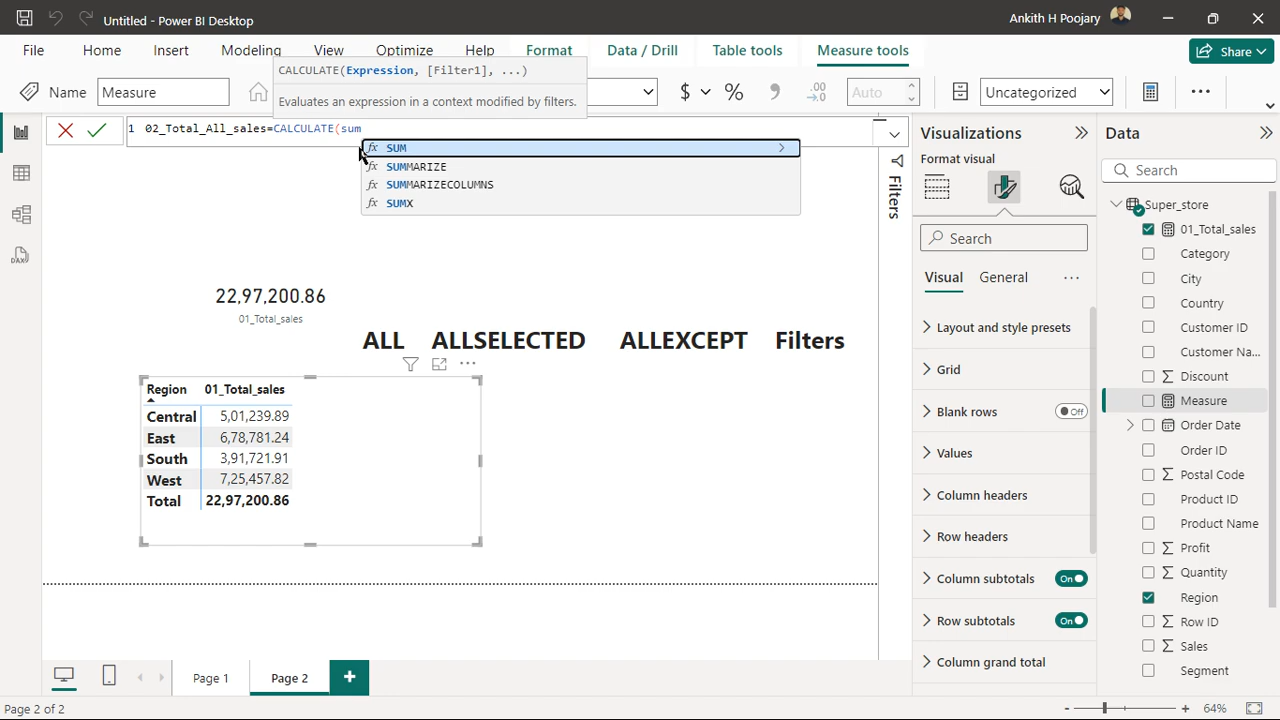 Untitled - Power BI Desktop
Ankith H Poojary
File Home Insert Modeling View Optimize Help Format Data / Drill Table tools Measure tools
Share
Name Measure
$ % , .00 Auto
Uncategorized
CALCULATE(Expression, [Filter1], ...)
Evaluates an expression in a context modified by filters.
1 02_Total_All_sales=CALCULATE(sum
fx SUM
fx SUMMARIZE
fx SUMMARIZECOLUMNS
fx SUMX
22,97,200.86
01_Total_sales
ALL ALLSELECTED ALLEXCEPT Filters
Region 01_Total_sales
Central 5,01,239.89
East 6,78,781.24
South 3,91,721.91
West 7,25,457.82
Total 22,97,200.86
Filters
Visualizations
Format visual
Search
Visual General
Layout and style presets
Grid
Blank rows Off
Values
Column headers
Row headers
Column subtotals On
Row subtotals On
Column grand total
Data
Search
Super_store
01_Total_sales
Category
City
Country
Customer ID
Customer Na...
Discount
Measure
Order Date
Order ID
Postal Code
Product ID
Product Name
Profit
Quantity
Region
Row ID
Sales
Segment
DAX
Page 1 Page 2
Page 2 of 2
- + 64%